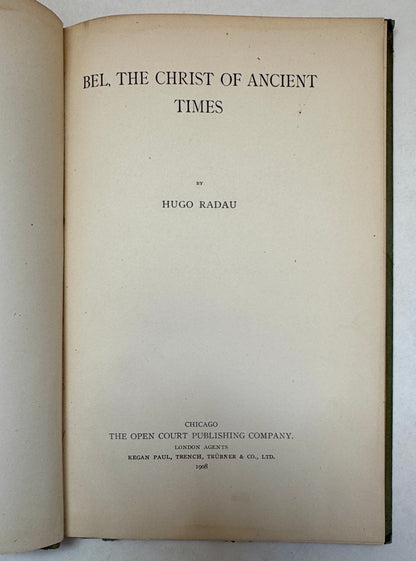 BEL, THE CHRIST OF ANCIENT
TIMES
BY
HUGO RADAU
CHICAGO
THE OPEN COURT PUBLISHING COMPANY.
LONDON AGENTS
KEGAN PAUL, TRENCH, TRÜBNER & CO., LTD.
1908